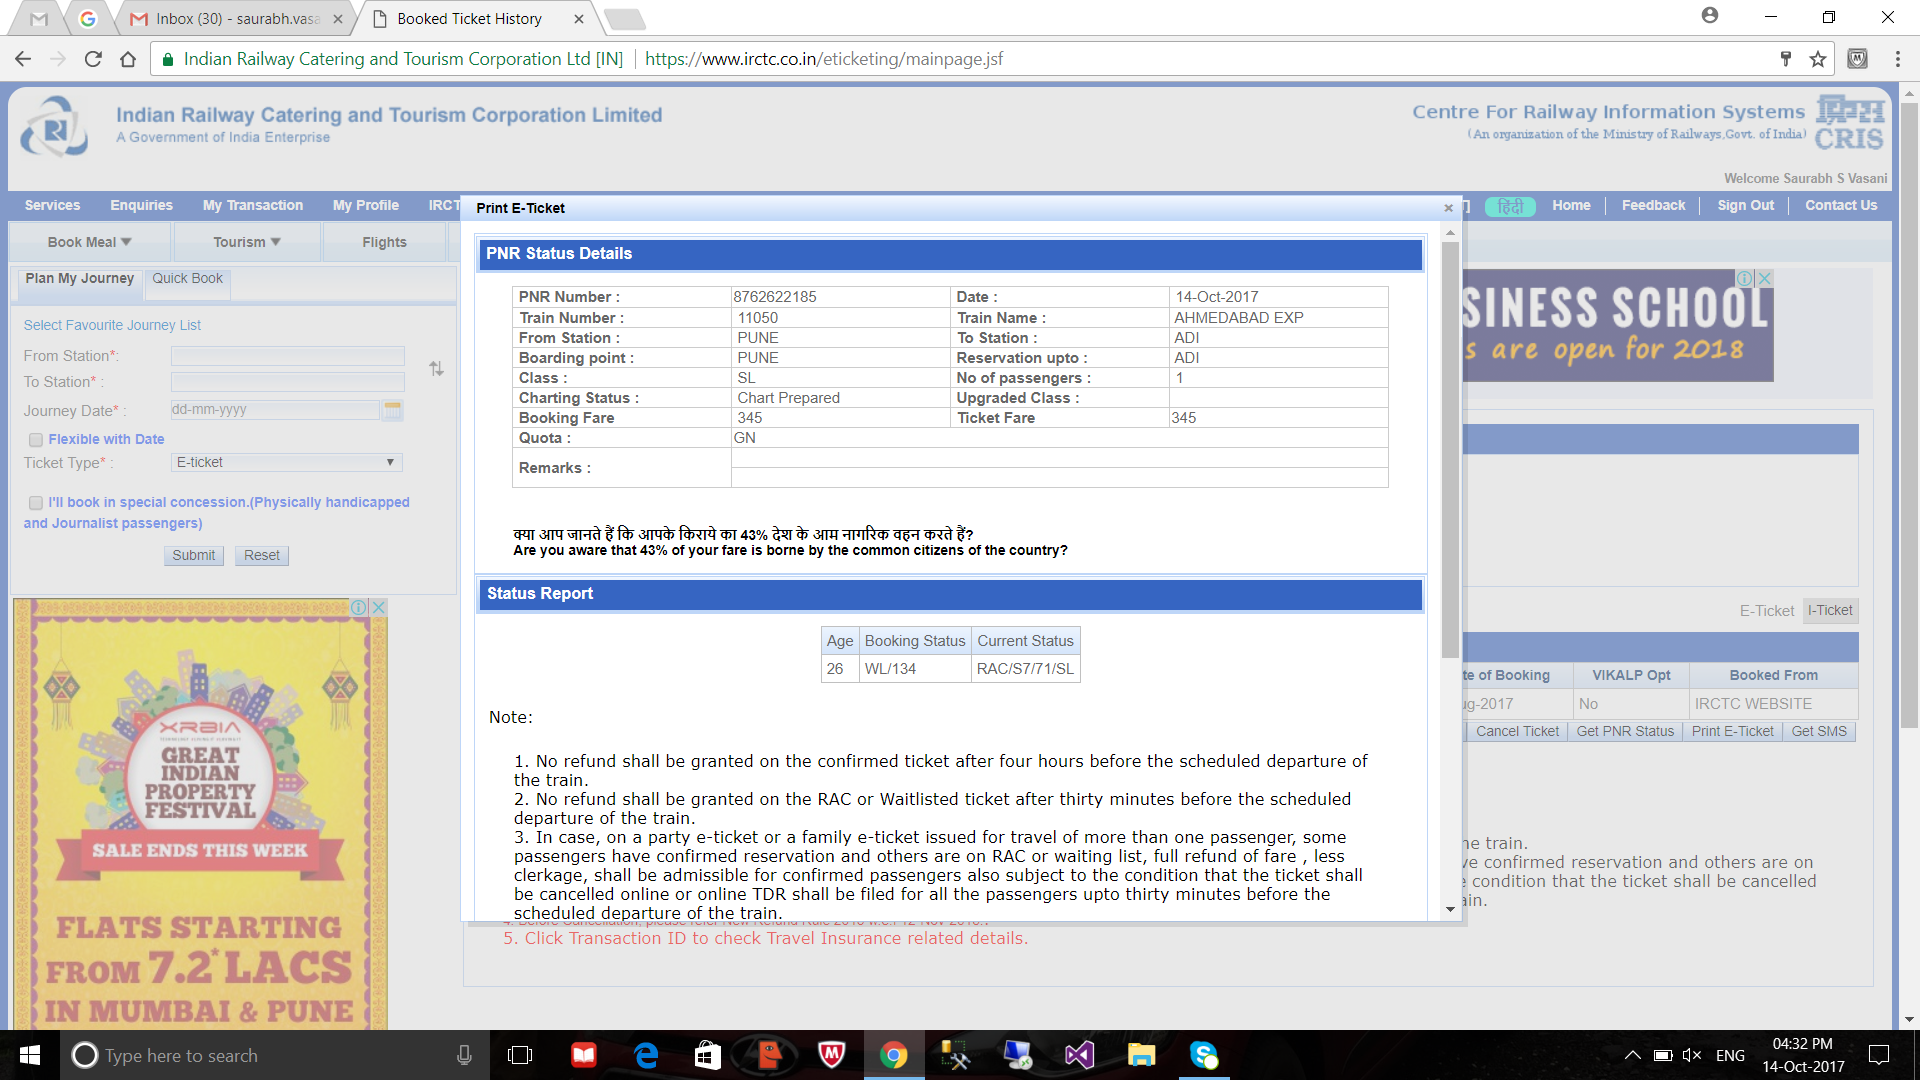 Inbox (30) - saurabh.vasa
Booked Ticket History
Indian Railway Catering and Tourism Corporation Ltd [IN]
https://www.irctc.co.in/eticketing/mainpage.jsf
Indian Railway Catering and Tourism Corporation Limited
A Government of India Enterprise
Centre For Railway Information Systems
(An organization of the Ministry of Railways,Govt. of India)
CRIS
Welcome Saurabh S Vasani
Services Enquiries My Transaction My Profile IRCT
हिंदी Home Feedback Sign Out Contact Us
Book Meal Tourism Flights
Plan My Journey Quick Book
Select Favourite Journey List
From Station*:
To Station* :
Journey Date* : dd-mm-yyyy
Flexible with Date
Ticket Type* : E-ticket
I'll book in special concession.(Physically handicapped
and Journalist passengers)
Submit Reset
XRBIA
GREAT
INDIAN
PROPERTY
FESTIVAL
SALE ENDS THIS WEEK
FLATS STARTING
FROM 7.2* LACS
IN MUMBAI & PUNE
Print E-Ticket
PNR Status Details
PNR Number : 8762622185 Date : 14-Oct-2017
Train Number : 11050 Train Name : AHMEDABAD EXP
From Station : PUNE To Station : ADI
Boarding point : PUNE Reservation upto : ADI
Class : SL No of passengers : 1
Charting Status : Chart Prepared Upgraded Class :
Booking Fare 345 Ticket Fare 345
Quota : GN
Remarks :
क्या आप जानते हैं कि आपके किराये का 43% देश के आम नागरिक वहन करते हैं?
Are you aware that 43% of your fare is borne by the common citizens of the country?
Status Report
Age Booking Status Current Status
26 WL/134 RAC/S7/71/SL
Note:
1. No refund shall be granted on the confirmed ticket after four hours before the scheduled departure of
the train.
2. No refund shall be granted on the RAC or Waitlisted ticket after thirty minutes before the scheduled
departure of the train.
3. In case, on a party e-ticket or a family e-ticket issued for travel of more than one passenger, some
passengers have confirmed reservation and others are on RAC or waiting list, full refund of fare , less
clerkage, shall be admissible for confirmed passengers also subject to the condition that the ticket shall
be cancelled online or online TDR shall be filed for all the passengers upto thirty minutes before the
scheduled departure of the train.
5. Click Transaction ID to check Travel Insurance related details.
SINESS SCHOOL
s are open for 2018
E-Ticket I-Ticket
te of Booking VIKALP Opt Booked From
ug-2017 No IRCTC WEBSITE
Cancel Ticket Get PNR Status Print E-Ticket Get SMS
he train.
ve confirmed reservation and others are on
e condition that the ticket shall be cancelled
ain.
Type here to search
ENG
04:32 PM
14-Oct-2017